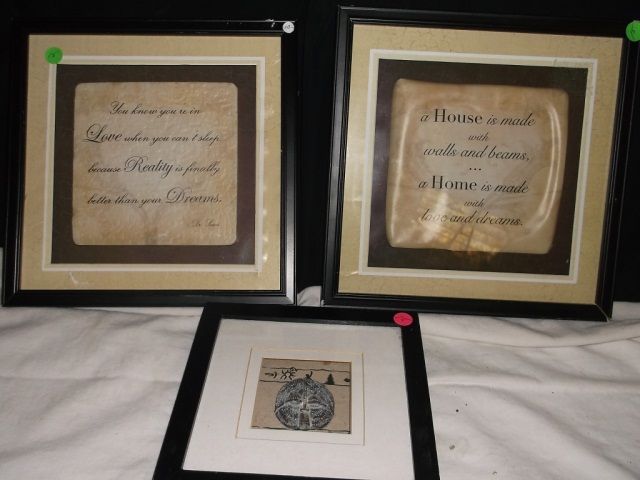 You know you're in
Love when you can't sleep
because Reality is finally
better than your Dreams.
Dr. Seuss
a House is made
with
walls and beams,
...
a Home is made
with
love and dreams.